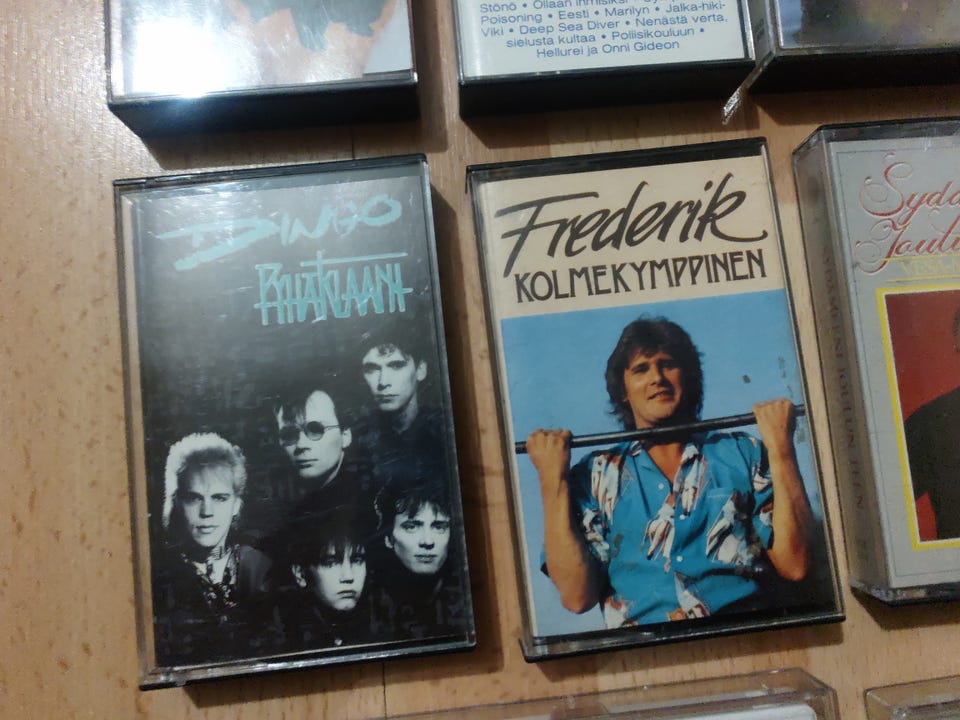 Stönö • Ollaan ihmisiksi •
Poisoning • Eesti • Marilyn • Jalka-hiki-
Viki • Deep Sea Diver • Nenästä verta,
sielusta kultaa • Poliisikouluun •
Hellurei ja Onni Gideon
DINGO
PYHÄKLAANI
Frederik
KOLMEKYMPPINEN